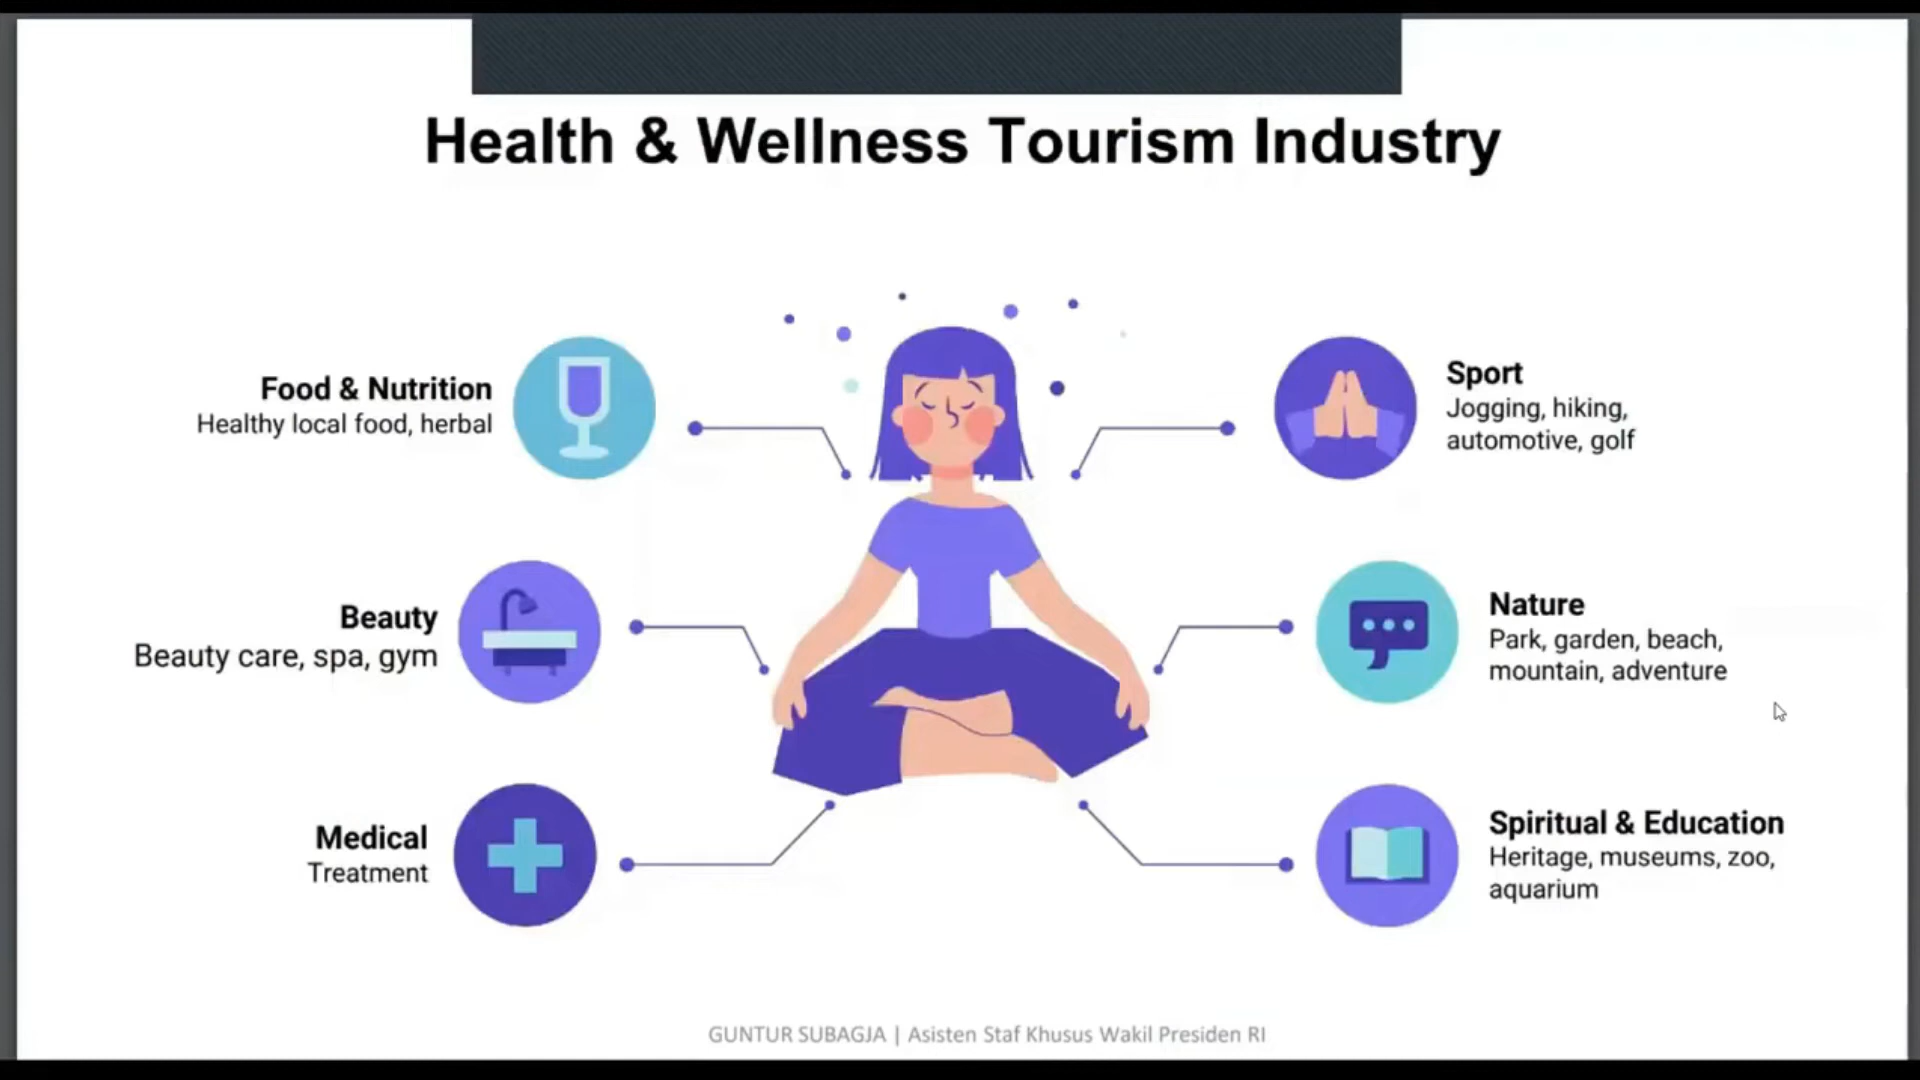 Health & Wellness Tourism Industry
Food & Nutrition
Healthy local food, herbal
Beauty
Beauty care, spa, gym
Medical
Treatment
Sport
Jogging, hiking,
automotive, golf
Nature
Park, garden, beach,
mountain, adventure
Spiritual & Education
Heritage, museums, zoo,
aquarium
GUNTUR SUBAGJA | Asisten Staf Khusus Wakil Presiden RI